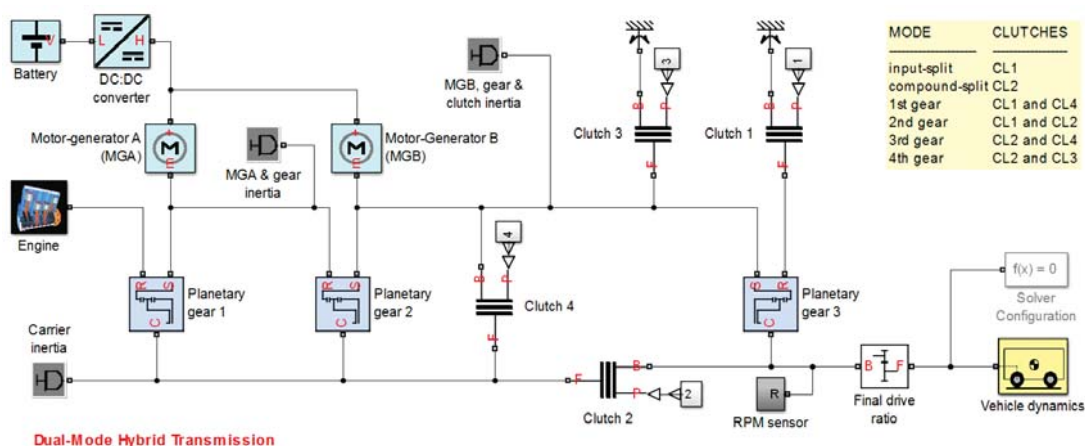 V
Battery
L
H
DC:DC
converter
Motor-generator A
(MGA)
M
+
m
Motor-Generator B
(MGB)
M
+
m
MGA & gear
inertia
MGB, gear &
clutch inertia
Engine
R
S
C
Planetary
gear 1
R
S
C
Planetary
gear 2
4
B
P
F
Clutch 4
3
B
P
F
Clutch 3
1
B
P
F
Clutch 1
MODE CLUTCHES
input-split CL1
compound-split CL2
1st gear CL1 and CL4
2nd gear CL1 and CL2
3rd gear CL2 and CL4
4th gear CL2 and CL3
S
R
C
Planetary
gear 3
f(x) = 0
Solver
Configuration
Carrier
inertia
F
B
P
2
Clutch 2
R
RPM sensor
B
F
Final drive
ratio
Vehicle dynamics
Dual-Mode Hybrid Transmission